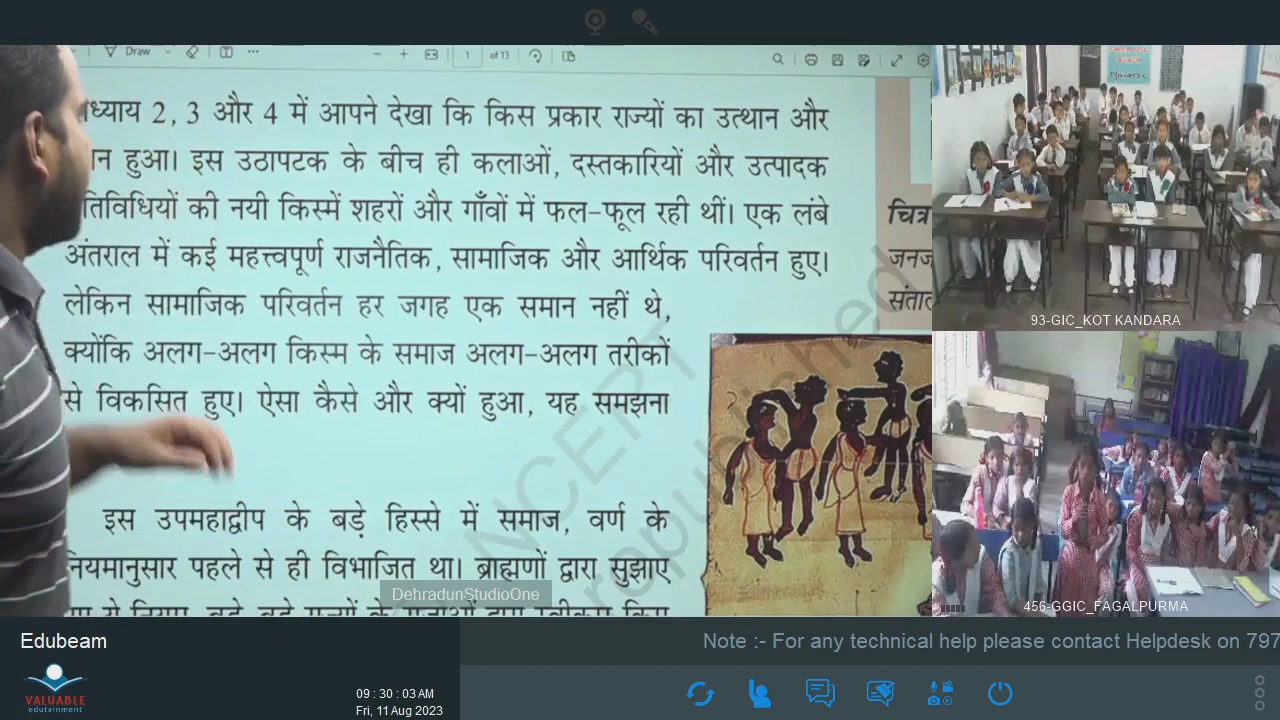 Draw
1
of 13
2, 3 और 4 में आपने देखा कि किस प्रकार राज्यों का उत्थान और
हुआ। इस उठापटक के बीच ही कलाओं, दस्तकारियों और उत्पादक
की नयी किस्में शहरों और गाँवों में फल-फूल रही थीं। एक लंबे
अंतराल में कई महत्त्वपूर्ण राजनैतिक, सामाजिक और आर्थिक परिवर्तन हुए।
लेकिन सामाजिक परिवर्तन हर जगह एक समान नहीं थे,
क्योंकि अलग-अलग किस्म के समाज अलग-अलग तरीकों
से विकसित हुए। ऐसा कैसे और क्यों हुआ, यह समझना
इस उपमहाद्वीप के बड़े हिस्से में समाज, वर्ण के
नियमानुसार पहले से ही विभाजित था। ब्राह्मणों द्वारा सुझाए
चित्र
NCERT
republished
DehradunStudioOne
93-GIC_KOT KANDARA
456-GGIC_FAGALPURMA
Edubeam
Note :- For any technical help please contact Helpdesk on 797
VALUABLE
edutainment
09 : 30 : 03 AM
Fri, 11 Aug 2023